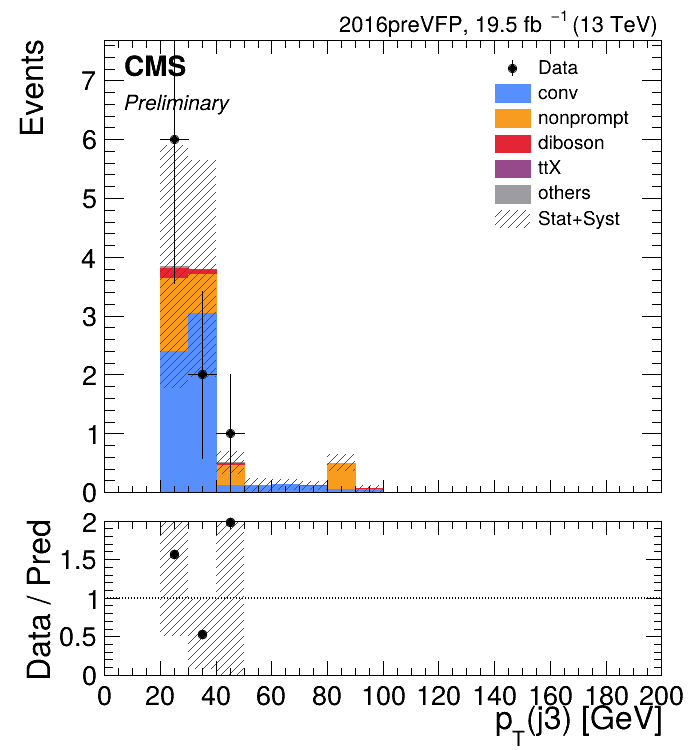 2016preVFP, 19.5 fb⁻¹ (13 TeV)
Events
CMS
Preliminary
Data
conv
nonprompt
diboson
ttX
others
Stat+Syst
7
6
5
4
3
2
1
0
Data / Pred
2
1.5
1
0.5
0
0 20 40 60 80 100 120 140 160 180 200
p_T(j3) [GeV]